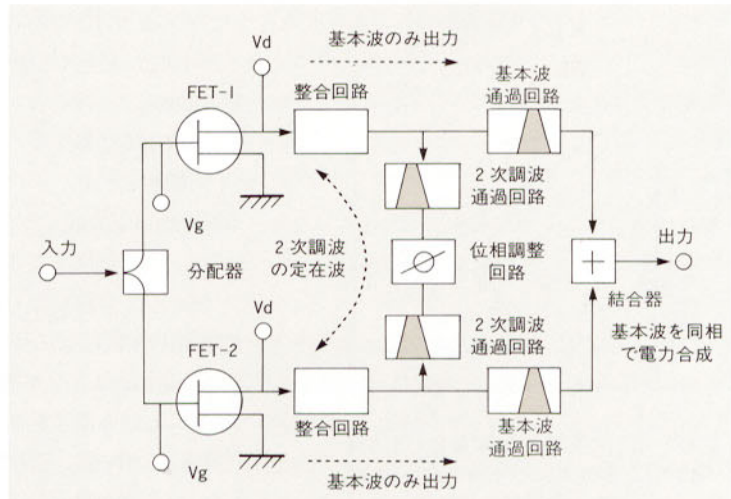 Vd
基本波のみ出力
FET-1
整合回路
基本波
通過回路
Vg
2次調波
通過回路
入力
分配器
2次調波
の定在波
位相調整
回路
出力
結合器
Vd
FET-2
2次調波
通過回路
基本波を同相
で電力合成
整合回路
基本波
通過回路
Vg
基本波のみ出力